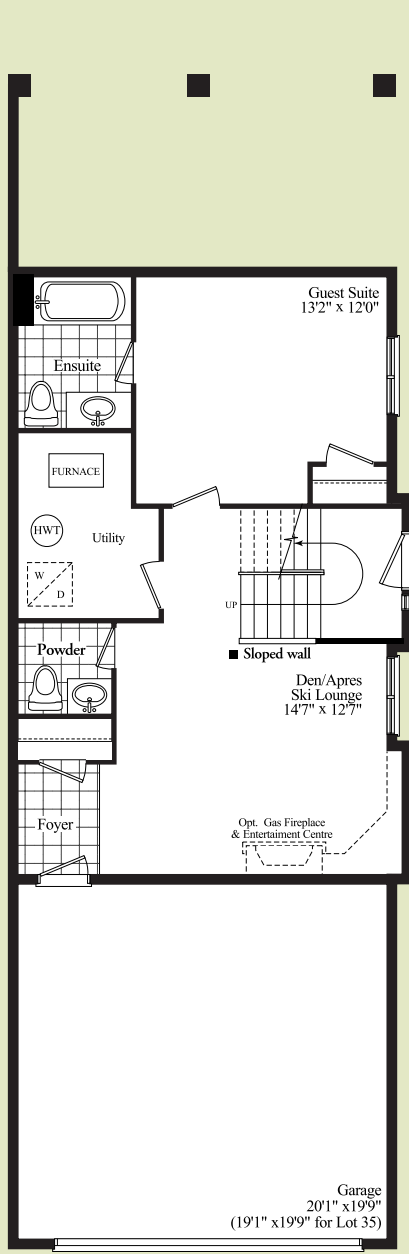 Guest Suite
13'2" x 12'0"
Ensuite
FURNACE
HWT
Utility
W
D
UP
Powder
Sloped wall
Den/Apres
Ski Lounge
14'7" x 12'7"
Foyer
Opt. Gas Fireplace
& Entertaiment Centre
Garage
20'1" x19'9"
(19'1" x19'9" for Lot 35)